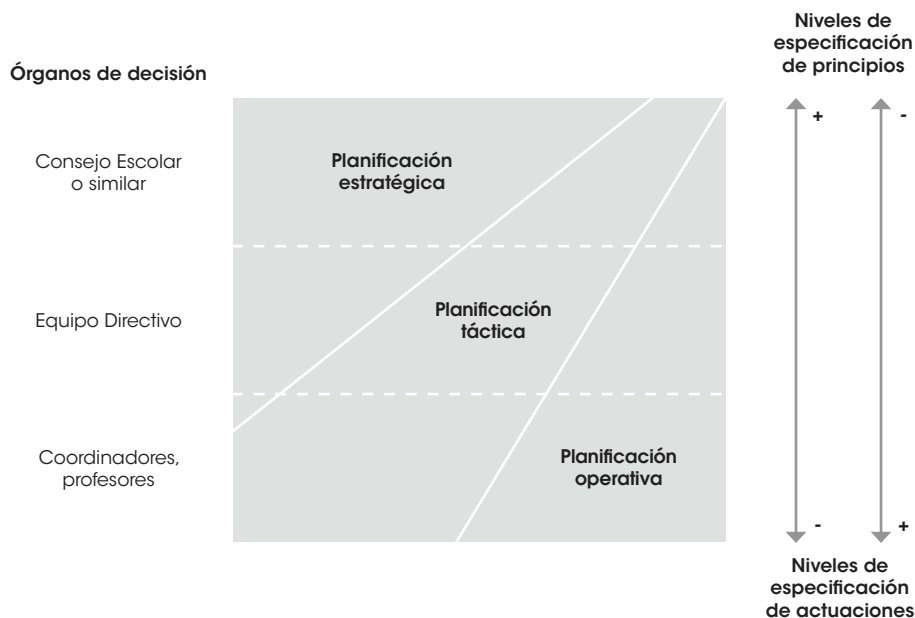 Niveles de
especificación
de principios
Órganos de decisión
+
-
Consejo Escolar
o similar
Planificación
estratégica
Equipo Directivo
Planificación
táctica
Coordinadores,
profesores
Planificación
operativa
-
+
Niveles de
especificación
de actuaciones